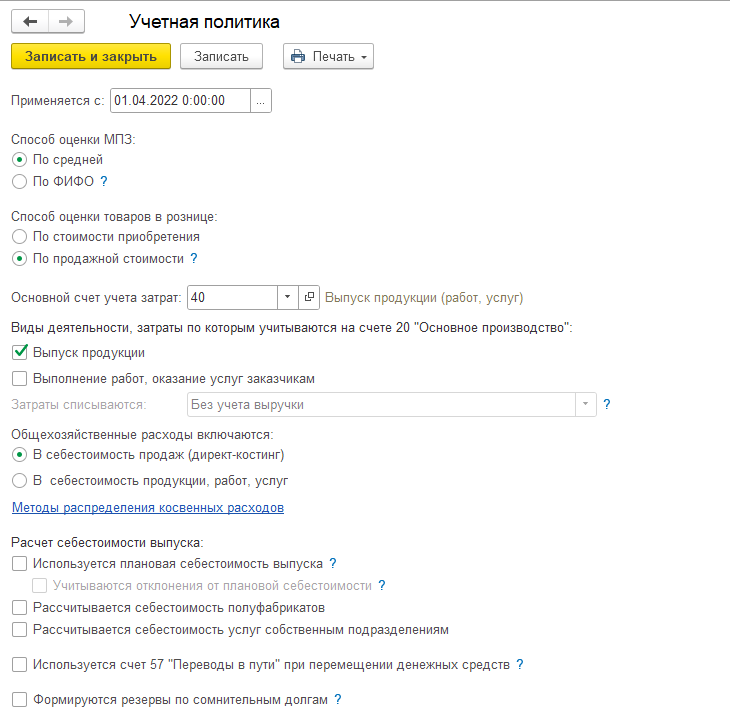 Учетная политика
Записать и закрыть Записать Печать
Применяется с: 01.04.2022 0:00:00 ...
Способ оценки МПЗ:
По средней
По ФИФО ?
Способ оценки товаров в рознице:
По стоимости приобретения
По продажной стоимости ?
Основной счет учета затрат: 40 Выпуск продукции (работ, услуг)
Виды деятельности, затраты по которым учитываются на счете 20 "Основное производство":
Выпуск продукции
Выполнение работ, оказание услуг заказчикам
Затраты списываются: Без учета выручки ?
Общехозяйственные расходы включаются:
В себестоимость продаж (директ-костинг)
В себестоимость продукции, работ, услуг
Методы распределения косвенных расходов
Расчет себестоимости выпуска:
Используется плановая себестоимость выпуска ?
Учитываются отклонения от плановой себестоимости ?
Рассчитывается себестоимость полуфабрикатов
Рассчитывается себестоимость услуг собственным подразделениям
Используется счет 57 "Переводы в пути" при перемещении денежных средств ?
Формируются резервы по сомнительным долгам ?